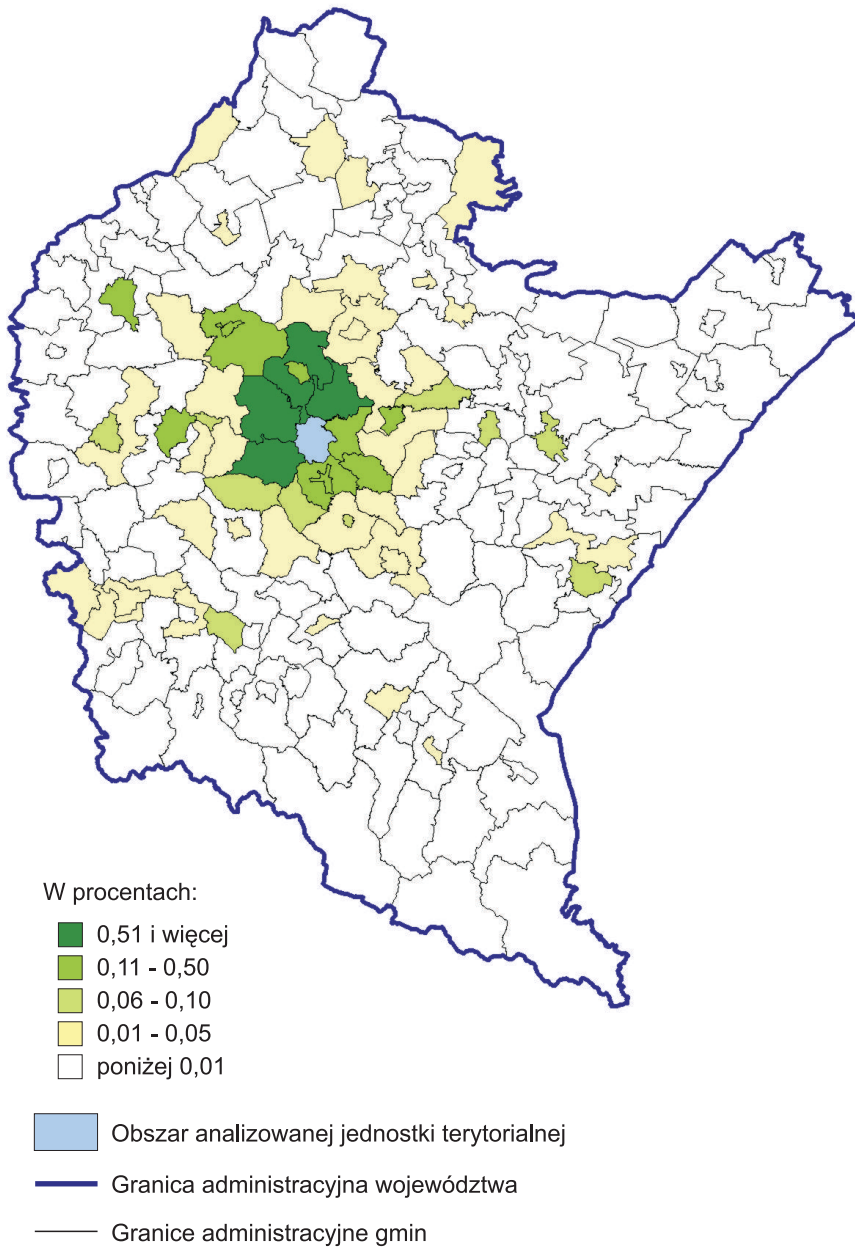 W procentach:
0,51 i więcej
0,11 - 0,50
0,06 - 0,10
0,01 - 0,05
poniżej 0,01
Obszar analizowanej jednostki terytorialnej
Granica administracyjna województwa
Granice administracyjne gmin